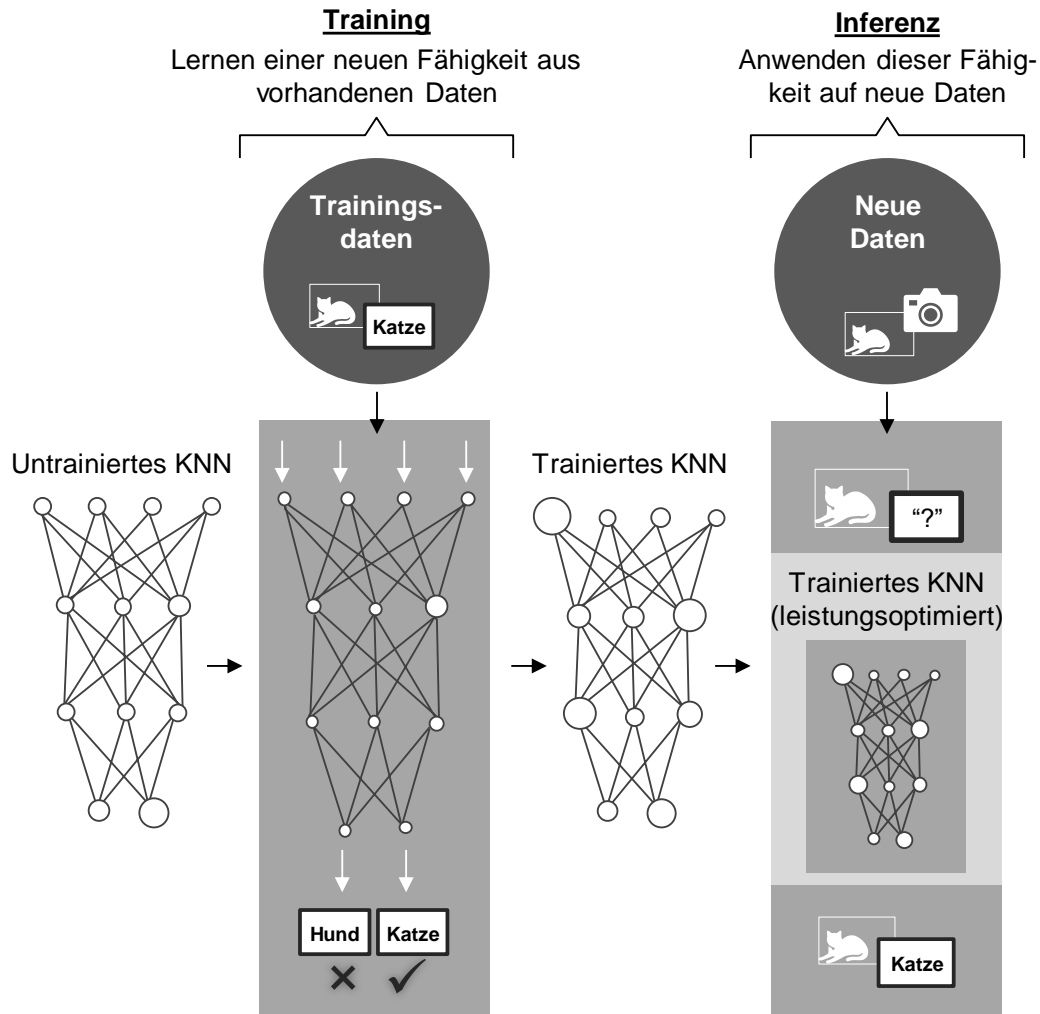 Training
Lernen einer neuen Fähigkeit aus
vorhandenen Daten
Inferenz
Anwenden dieser Fähig-
keit auf neue Daten
Trainings-
daten
Katze
Neue
Daten
Untrainiertes KNN
Trainiertes KNN
“?”
Trainiertes KNN
(leistungsoptimiert)
Hund
Katze
Katze